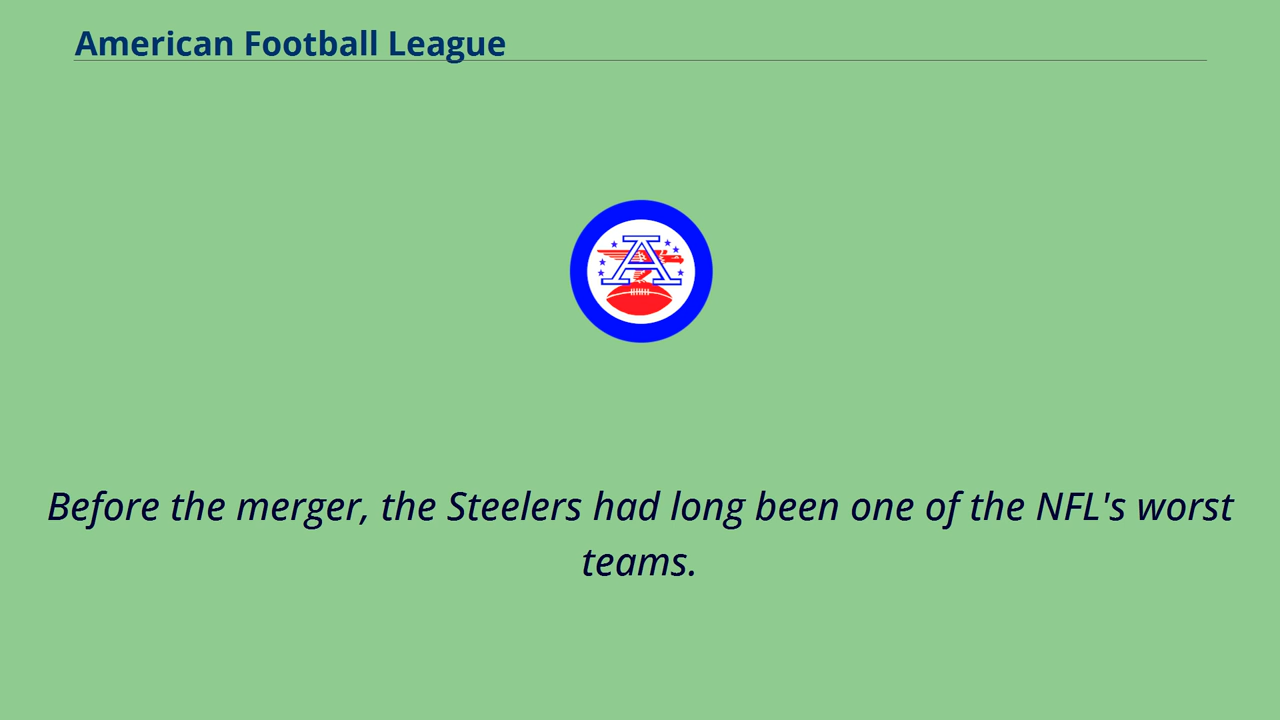 American Football League
A
Before the merger, the Steelers had long been one of the NFL's worst
teams.